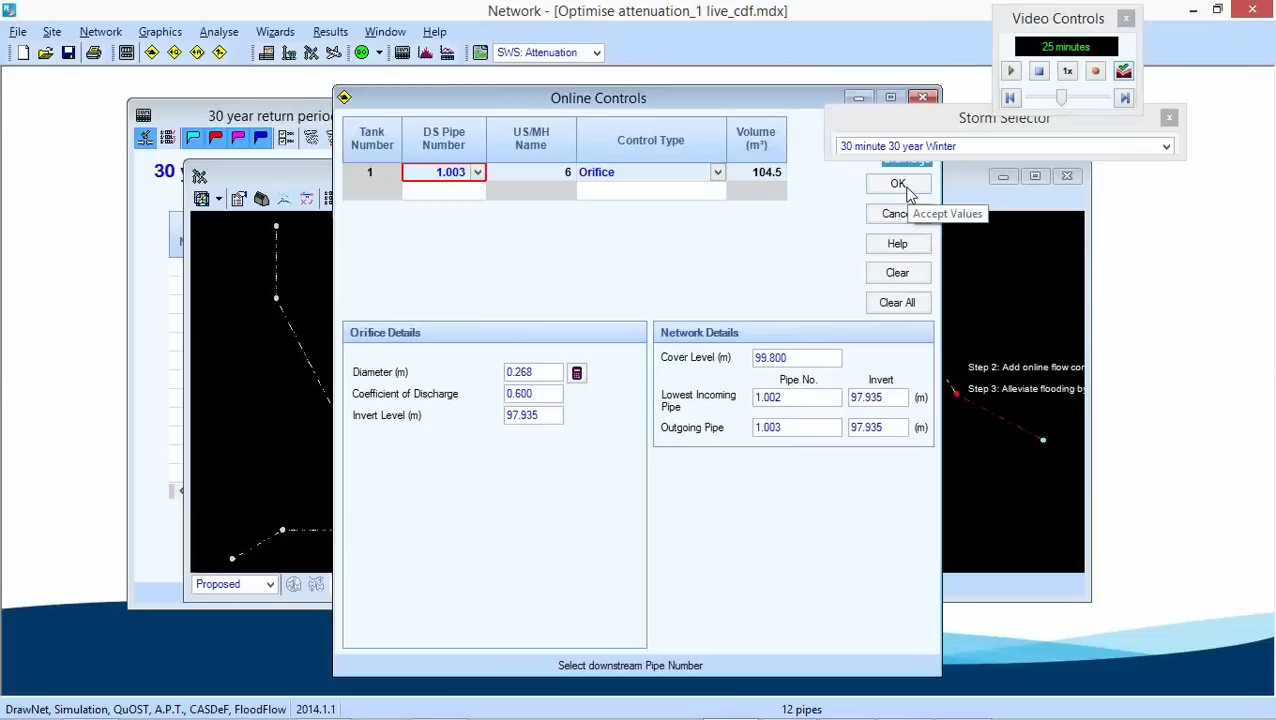 Network - [Optimise attenuation_1 live_cdf.mdx]
File Site Network Graphics Analyse Wizards Results Window Help
SWS: Attenuation
Video Controls
25 minutes
1x
Storm Selector
30 minute 30 year Winter
30 year return perio
30 y
Online Controls
Tank Number
DS Pipe Number
US/MH Name
Control Type
Volume (m³)
1 1.003 6 Orifice 104.5
OK
Cance
Accept Values
Help
Clear
Clear All
Orifice Details
Diameter (m) 0.268
Coefficient of Discharge 0.600
Invert Level (m) 97.935
Network Details
Cover Level (m) 99.800
Pipe No. Invert
Lowest Incoming Pipe 1.002 97.935 (m)
Outgoing Pipe 1.003 97.935 (m)
Step 2: Add online flow cor
Step 3: Alleviate flooding by
Proposed
Select downstream Pipe Number
DrawNet, Simulation, QuOST, A.P.T., CASDeF, FloodFlow 2014.1.1 12 pipes